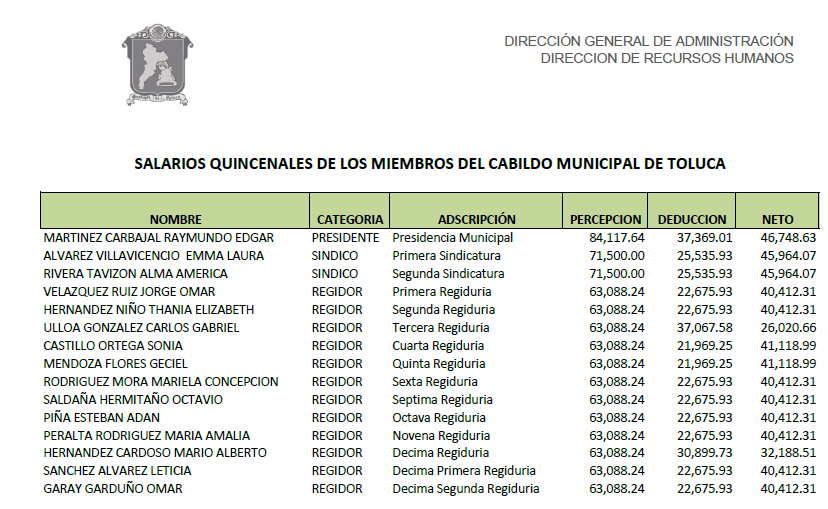 DIRECCIÓN GENERAL DE ADMINISTRACIÓN
DIRECCION DE RECURSOS HUMANOS
SALARIOS QUINCENALES DE LOS MIEMBROS DEL CABILDO MUNICIPAL DE TOLUCA
NOMBRE CATEGORIA ADSCRIPCIÓN PERCEPCION DEDUCCION NETO
MARTINEZ CARBAJAL RAYMUNDO EDGAR PRESIDENTE Presidencia Municipal 84,117.64 37,369.01 46,748.63
ALVAREZ VILLAVICENCIO EMMA LAURA SINDICO Primera Sindicatura 71,500.00 25,535.93 45,964.07
RIVERA TAVIZON ALMA AMERICA SINDICO Segunda Sindicatura 71,500.00 25,535.93 45,964.07
VELAZQUEZ RUIZ JORGE OMAR REGIDOR Primera Regiduria 63,088.24 22,675.93 40,412.31
HERNANDEZ NIÑO THANIA ELIZABETH REGIDOR Segunda Regiduria 63,088.24 22,675.93 40,412.31
ULLOA GONZALEZ CARLOS GABRIEL REGIDOR Tercera Regiduria 63,088.24 37,067.58 26,020.66
CASTILLO ORTEGA SONIA REGIDOR Cuarta Regiduria 63,088.24 21,969.25 41,118.99
MENDOZA FLORES GECIEL REGIDOR Quinta Regiduria 63,088.24 21,969.25 41,118.99
RODRIGUEZ MORA MARIELA CONCEPCION REGIDOR Sexta Regiduria 63,088.24 22,675.93 40,412.31
SALDAÑA HERMITAÑO OCTAVIO REGIDOR Septima Regiduria 63,088.24 22,675.93 40,412.31
PIÑA ESTEBAN ADAN REGIDOR Octava Regiduria 63,088.24 22,675.93 40,412.31
PERALTA RODRIGUEZ MARIA AMALIA REGIDOR Novena Regiduria 63,088.24 22,675.93 40,412.31
HERNANDEZ CARDOSO MARIO ALBERTO REGIDOR Decima Regiduria 63,088.24 30,899.73 32,188.51
SANCHEZ ALVAREZ LETICIA REGIDOR Decima Primera Regiduria 63,088.24 22,675.93 40,412.31
GARAY GARDUÑO OMAR REGIDOR Decima Segunda Regiduria 63,088.24 22,675.93 40,412.31